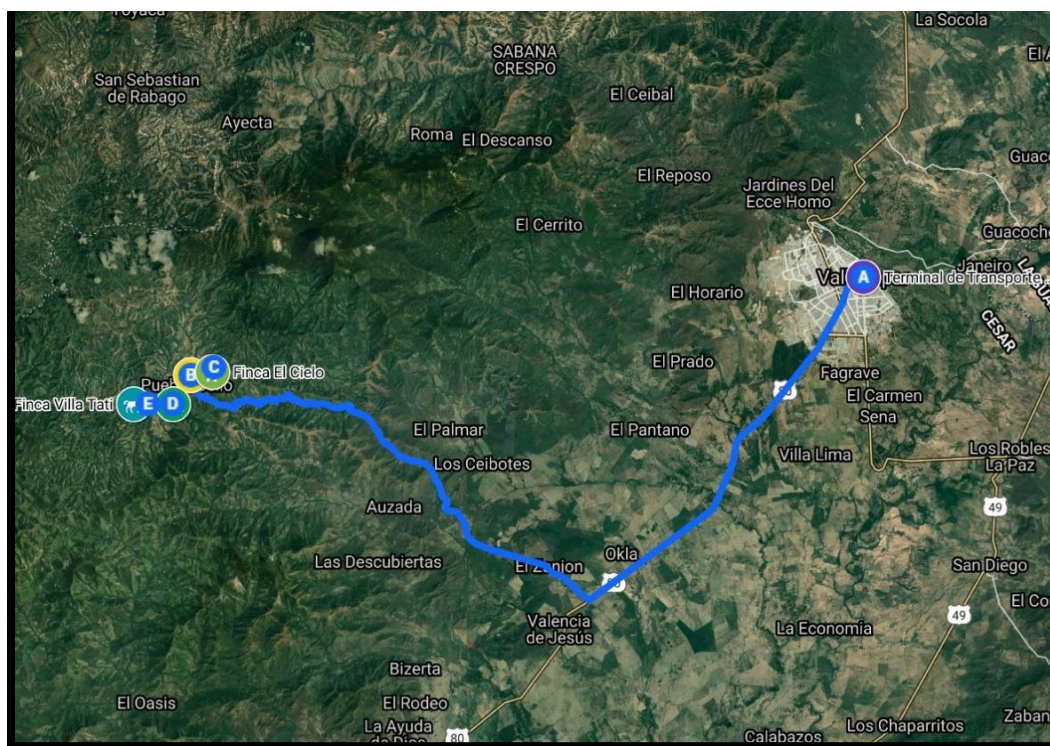 La Socola
SABANA
CRESPO
San Sebastian
de Rabago
El Ceibal
Ayecta
Roma
El Descanso
El Reposo
Jardines Del
Ecce Homo
El Cerrito
Guacoche
Janeiro
A
Terminal de Transporte
El Horario
CESAR
El Prado
B
C
Finca El Cielo
Fagrave
Finca Villa Tati
E
D
El Carmen
Sena
El Palmar
El Pantano
Villa Lima
Los Robles
La Paz
Los Ceibotes
Auzada
49
Las Descubiertas
El Zanjon
Okla
San Diego
49
Valencia
de Jesús
La Economia
Bizerta
El Oasis
El Rodeo
La Ayuda
de Dios
80
Los Chaparritos
Calabazos